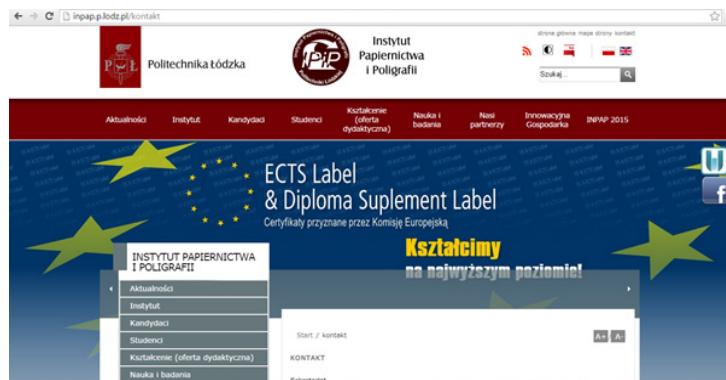 inpap.p.lodz.pl/kontakt
strona główna mapa strony kontakt
Politechnika Łódzka
Instytut
Papiernictwa
i Poligrafii
Szukaj...
Aktualności
Instytut
Kandydaci
Studenci
Kształcenie
(oferta
dydaktyczna)
Nauka i
badania
Nasi
partnerzy
Innowacyjna
Gospodarka
INPAP 2015
ECTS Label
& Diploma Suplement Label
Certyfikaty przyznane przez Komisję Europejską
Kształcimy
na najwyższym poziomie!
INSTYTUT PAPIERNICTWA
I POLIGRAFII
Aktualności
Instytut
Kandydaci
Studenci
Kształcenie (oferta dydaktyczna)
Nauka i badania
Start / kontakt
A+ A-
KONTAKT